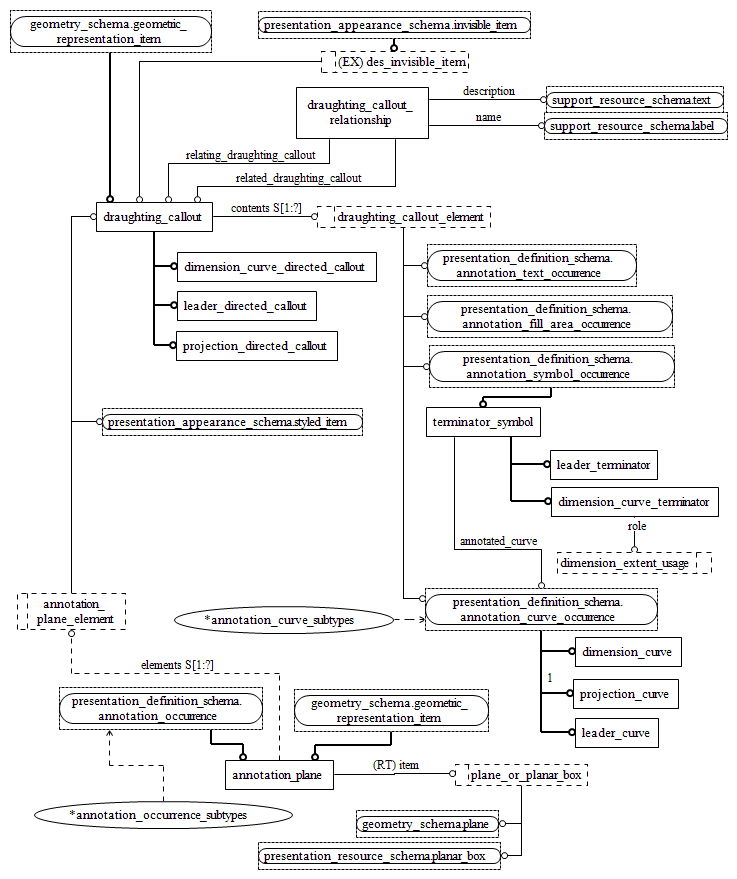 geometry_schema.geometric_
representation_item
presentation_appearance_schema.invisible_item
(EX) des_invisible_item
draughting_callout_
relationship
description
support_resource_schema.text
name
support_resource_schema.label
relating_draughting_callout
related_draughting_callout
draughting_callout
contents S[1:?]
draughting_callout_element
presentation_definition_schema.
annotation_text_occurrence
dimension_curve_directed_callout
leader_directed_callout
presentation_definition_schema.
annotation_fill_area_occurrence
projection_directed_callout
presentation_definition_schema.
annotation_symbol_occurrence
presentation_appearance_schema.styled_item
terminator_symbol
leader_terminator
dimension_curve_terminator
role
annotated_curve
dimension_extent_usage
annotation_
plane_element
*annotation_curve_subtypes
presentation_definition_schema.
annotation_curve_occurrence
dimension_curve
elements S[1:?]
1
projection_curve
presentation_definition_schema.
annotation_occurrence
geometry_schema.geometric_
representation_item
leader_curve
annotation_plane
(RT) item
plane_or_planar_box
*annotation_occurrence_subtypes
geometry_schema.plane
presentation_resource_schema.planar_box